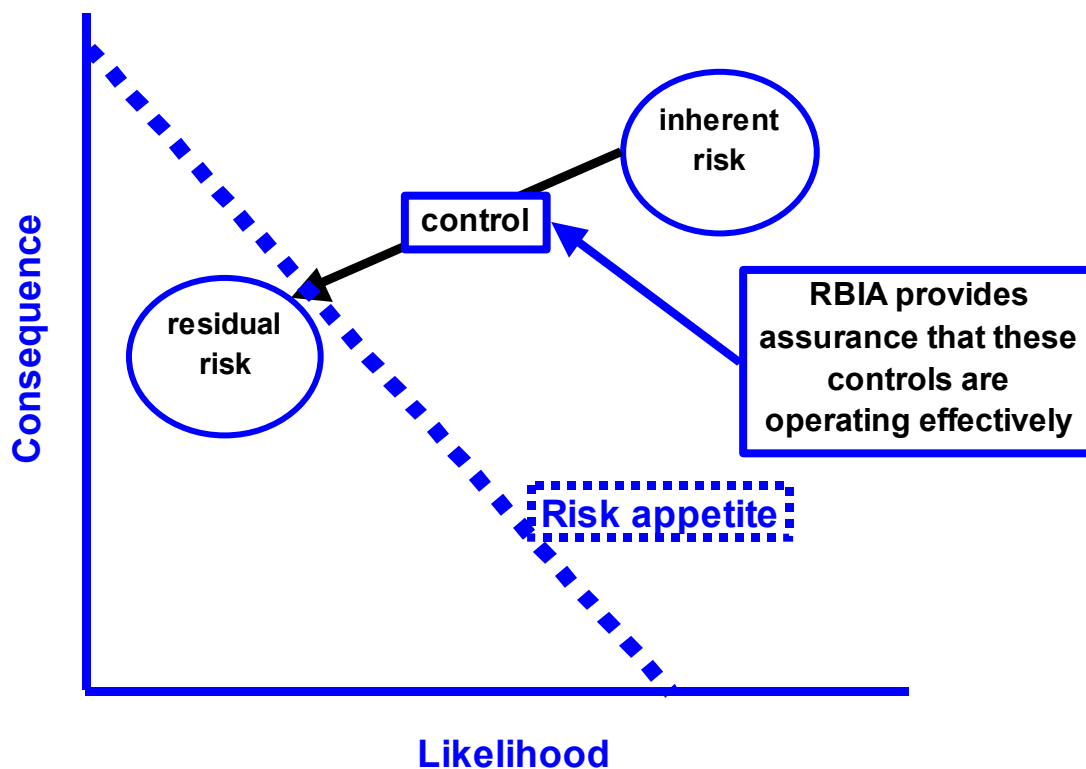 inherent
risk
control
RBIA provides
assurance that these
controls are
operating effectively
residual
risk
Risk appetite
Consequence
Likelihood